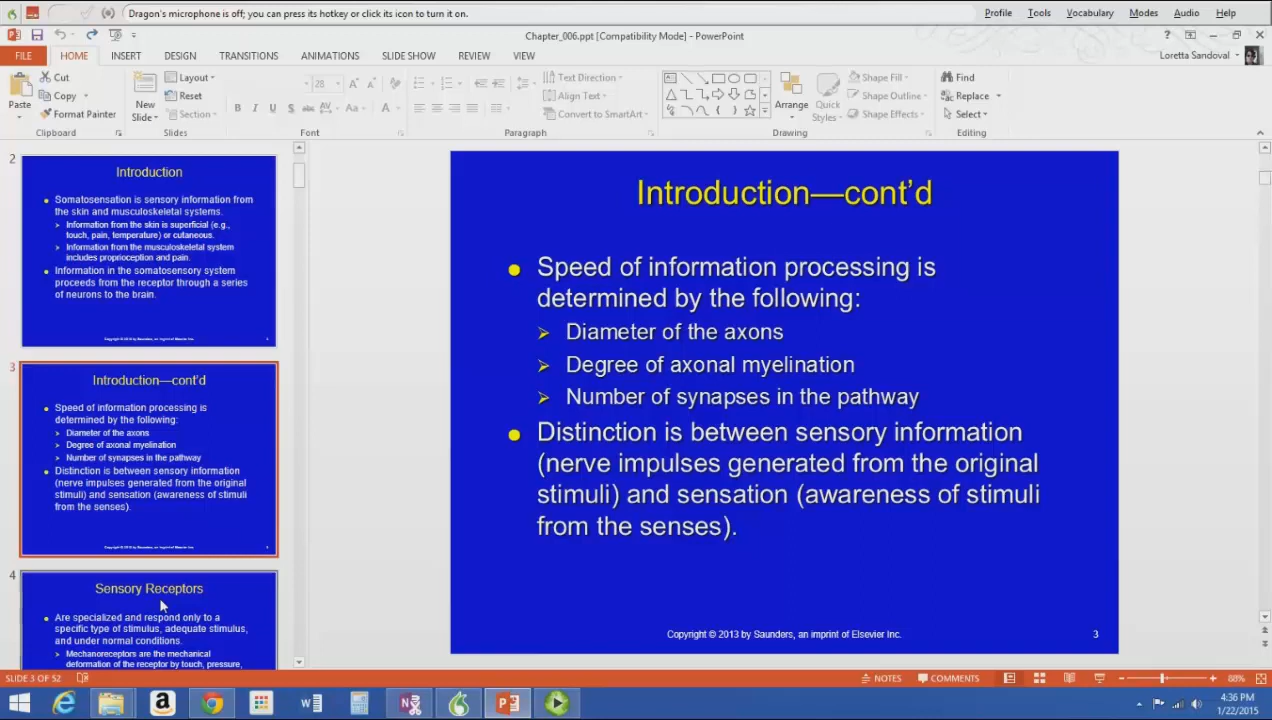 Dragon's microphone is off; you can press its hotkey or click its icon to turn it on.
Profile Tools Vocabulary Modes Audio Help
Chapter_006.ppt [Compatibility Mode] - PowerPoint
FILE HOME INSERT DESIGN TRANSITIONS ANIMATIONS SLIDE SHOW REVIEW VIEW
Loretta Sandoval
Paste
Cut
Copy
Format Painter
Clipboard
New Slide
Layout
Reset
Section
Slides
28
Font
Text Direction
Align Text
Convert to SmartArt
Paragraph
Arrange
Quick Styles
Shape Fill
Shape Outline
Shape Effects
Drawing
Find
Replace
Select
Editing
2
Introduction
Somatosensation is sensory information from
the skin and musculoskeletal systems.
Information from the skin is superficial (e.g.,
touch, pain, temperature) or cutaneous.
Information from the musculoskeletal system
includes proprioception and pain.
Information in the somatosensory system
proceeds from the receptor through a series
of neurons to the brain.
3
Introduction—cont'd
Speed of information processing is
determined by the following:
Diameter of the axons
Degree of axonal myelination
Number of synapses in the pathway
Distinction is between sensory information
(nerve impulses generated from the original
stimuli) and sensation (awareness of stimuli
from the senses).
4
Sensory Receptors
Are specialized and respond only to a
specific type of stimulus, adequate stimulus,
and under normal conditions.
Mechanoreceptors are the mechanical
deformation of the receptor by touch, pressure,
Introduction—cont'd
Speed of information processing is
determined by the following:
Diameter of the axons
Degree of axonal myelination
Number of synapses in the pathway
Distinction is between sensory information
(nerve impulses generated from the original
stimuli) and sensation (awareness of stimuli
from the senses).
Copyright © 2013 by Saunders, an imprint of Elsevier Inc.
3
SLIDE 3 OF 52
NOTES
COMMENTS
88%
4:36 PM
1/22/2015